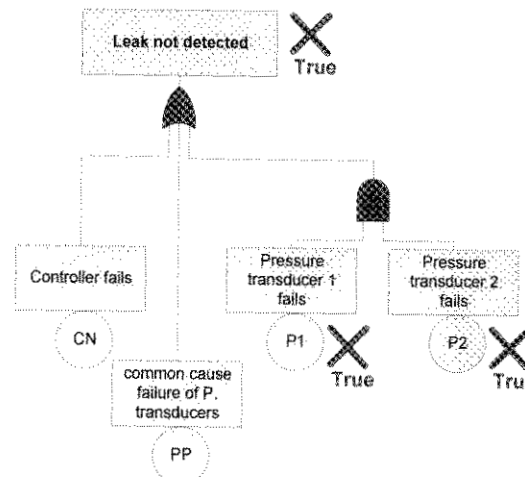 Leak not detected
True
Controller fails
Pressure
transducer 1
fails
Pressure
transducer 2
fails
CN
P1
True
P2
Tru
common cause
failure of P.
transducers
PP